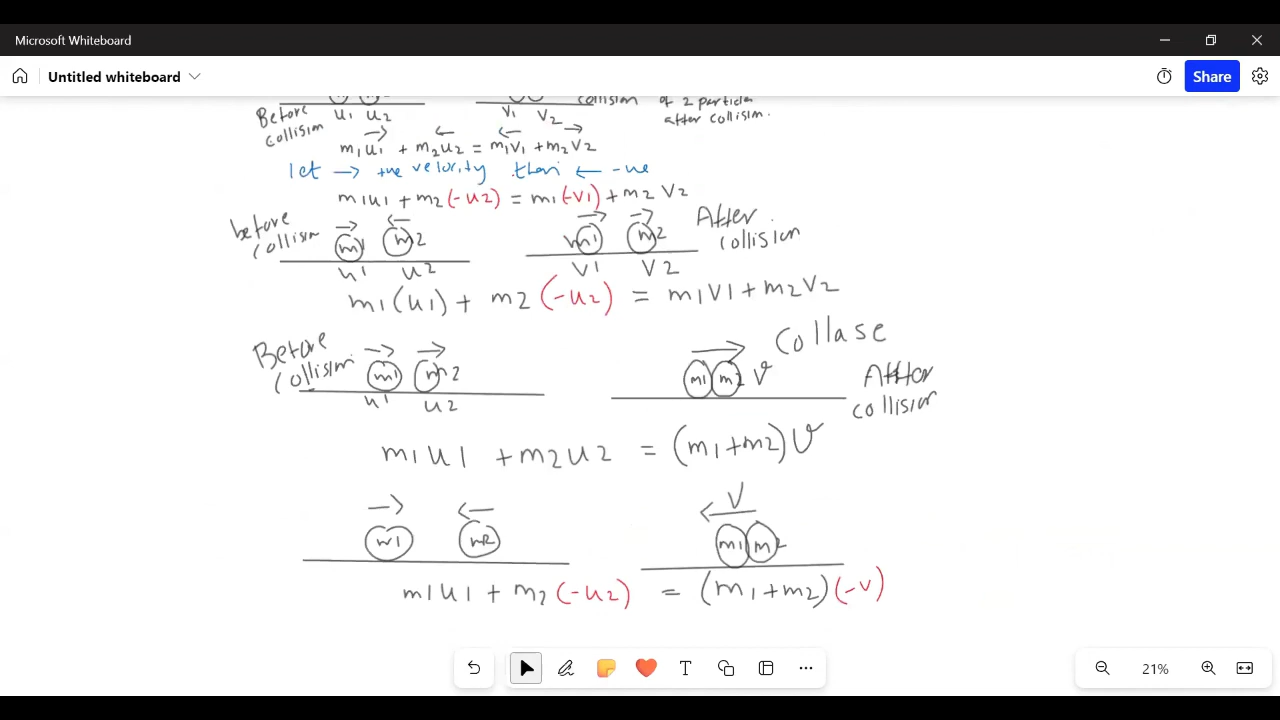 Microsoft Whiteboard
Untitled whiteboard
Share
Before collision
u1 u2
v1 v2
collision of 2 particles after collision.
m1u1 + m2u2 = m1v1 + m2v2
let → +ve velocity then ← -ve
m1u1 + m2 (-u2) = m1 (-v1) + m2 v2
before collision
m1 m2
u1 u2
m1 m2
v1 v2
After collision
m1(u1) + m2 (-u2) = m1v1 + m2v2
Before collision
m1 m2
u1 u2
m1 m2 v
Collase
After collision
m1u1 + m2u2 = (m1+m2)v
m1 m2
v
m1 m2
m1u1 + m2 (-u2) = (m1+m2)(-v)
21%